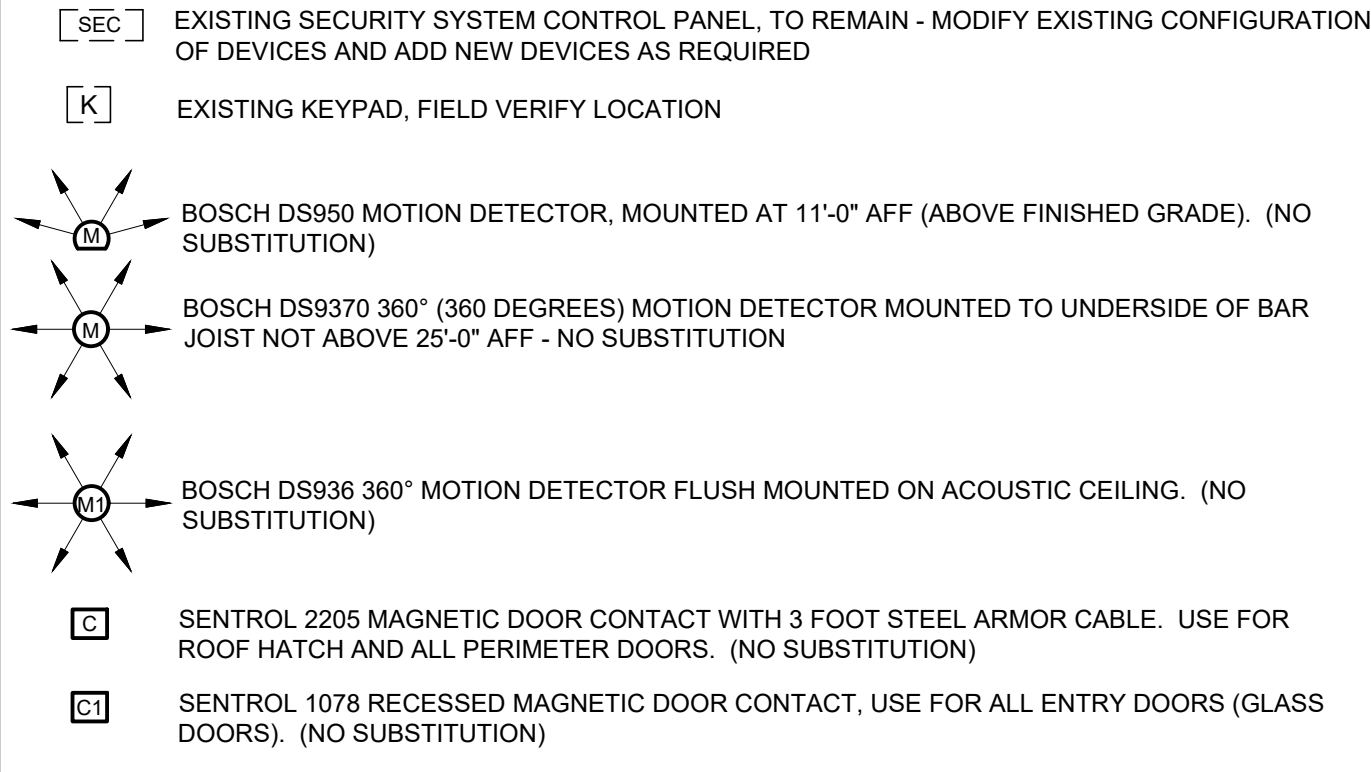 SEC EXISTING SECURITY SYSTEM CONTROL PANEL, TO REMAIN - MODIFY EXISTING CONFIGURATION
OF DEVICES AND ADD NEW DEVICES AS REQUIRED
K EXISTING KEYPAD, FIELD VERIFY LOCATION
M BOSCH DS950 MOTION DETECTOR, MOUNTED AT 11'-0" AFF (ABOVE FINISHED GRADE). (NO
SUBSTITUTION)
M BOSCH DS9370 360° (360 DEGREES) MOTION DETECTOR MOUNTED TO UNDERSIDE OF BAR
JOIST NOT ABOVE 25'-0" AFF - NO SUBSTITUTION
M1 BOSCH DS936 360° MOTION DETECTOR FLUSH MOUNTED ON ACOUSTIC CEILING. (NO
SUBSTITUTION)
C SENTROL 2205 MAGNETIC DOOR CONTACT WITH 3 FOOT STEEL ARMOR CABLE. USE FOR
ROOF HATCH AND ALL PERIMETER DOORS. (NO SUBSTITUTION)
C1 SENTROL 1078 RECESSED MAGNETIC DOOR CONTACT, USE FOR ALL ENTRY DOORS (GLASS
DOORS). (NO SUBSTITUTION)